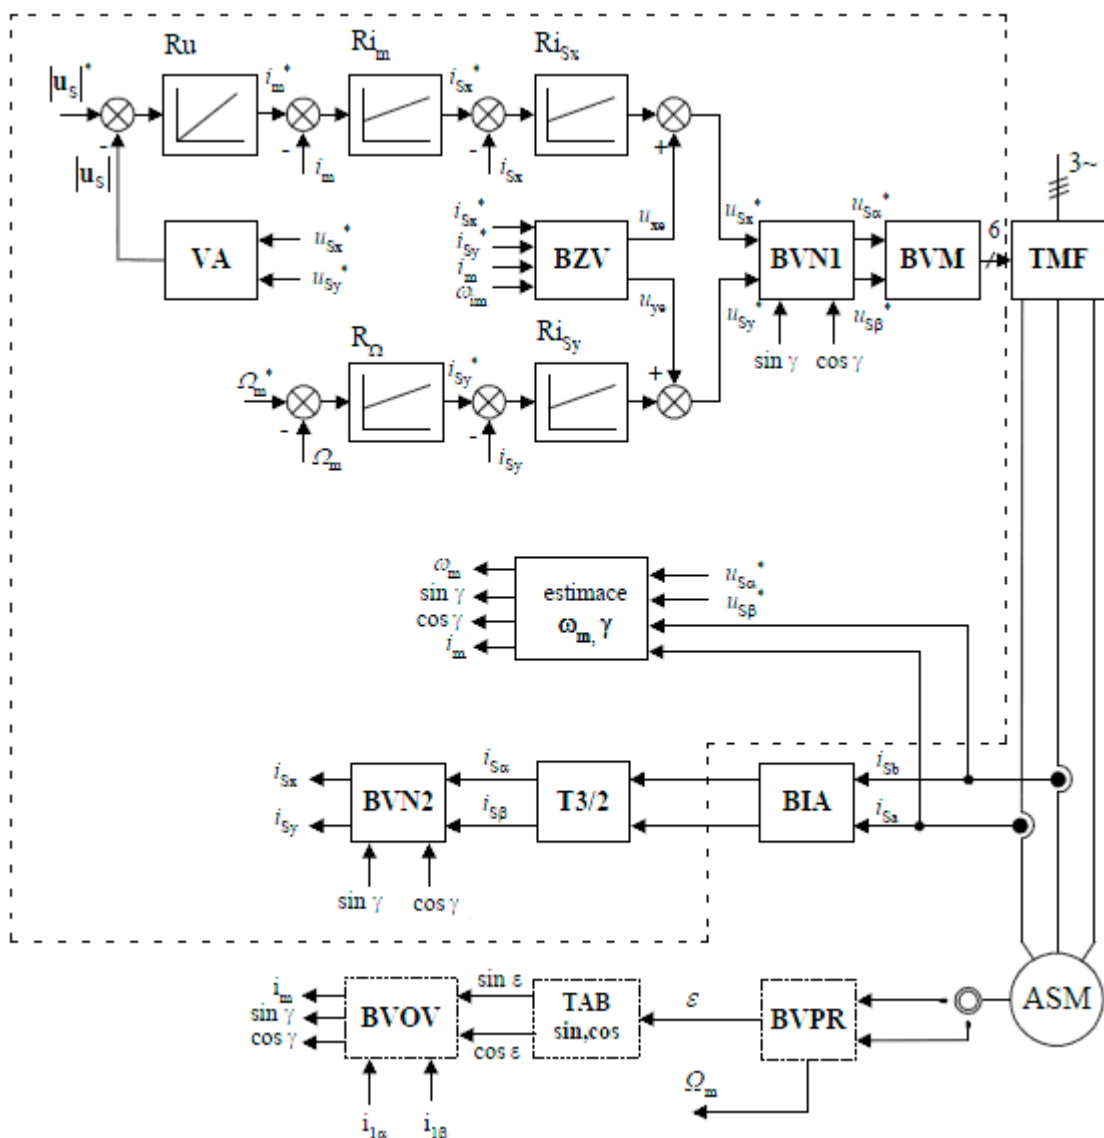 Ru
Ri_m
Ri_Sx
|u_S|*
i_m*
i_Sx*
-
-
-
i_m
i_Sx
+
|u_S|
3~
VA
u_Sx*
u_Sy*
i_Sx*
i_Sy*
i_m
ω_im
BZV
u_xe
u_ye
u_Sx*
u_Sy*
BVN1
u_Sα*
u_Sβ*
BVM
6
TMF
sin γ
cos γ
R_Ω
Ri_Sy
Ω_m*
i_Sy*
+
-
-
Ω_m
i_Sy
ω_m
sin γ
cos γ
i_m
estimace
ω_m, γ
u_Sα*
u_Sβ*
i_Sx
i_Sy
BVN2
i_Sα
i_Sβ
T3/2
BIA
i_Sb
i_Sa
sin γ
cos γ
i_m
sin γ
cos γ
BVOV
sin ε
cos ε
TAB
sin,cos
ε
BVPR
ASM
Ω_m
i_1α
i_1β